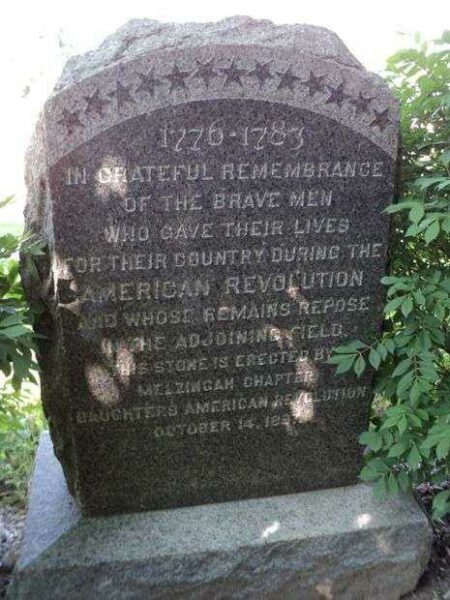 1776-1783
IN GRATEFUL REMEMBRANCE
OF THE BRAVE MEN
WHO GAVE THEIR LIVES
FOR THEIR COUNTRY DURING THE
AMERICAN REVOLUTION
AND WHOSE REMAINS REPOSE
IN THE ADJOINING FIELD
THIS STONE IS ERECTED BY
MELZINGAH CHAPTER
DAUGHTERS AMERICAN REVOLUTION
OCTOBER 14,